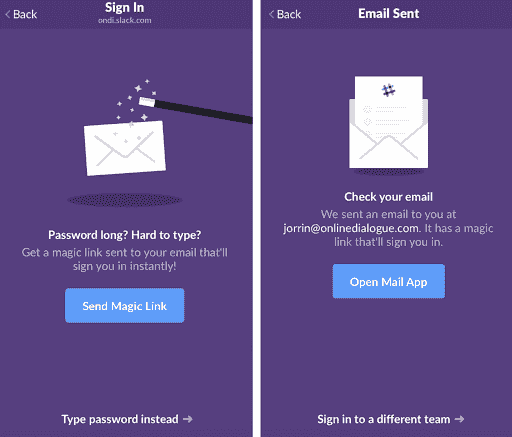 Back
Sign In
ondi.slack.com
Password long? Hard to type?
Get a magic link sent to your email that'll
sign you in instantly!
Send Magic Link
Type password instead ➔
Back
Email Sent
Check your email
We sent an email to you at
jorrin@onlinedialogue.com. It has a magic
link that'll sign you in.
Open Mail App
Sign in to a different team ➔